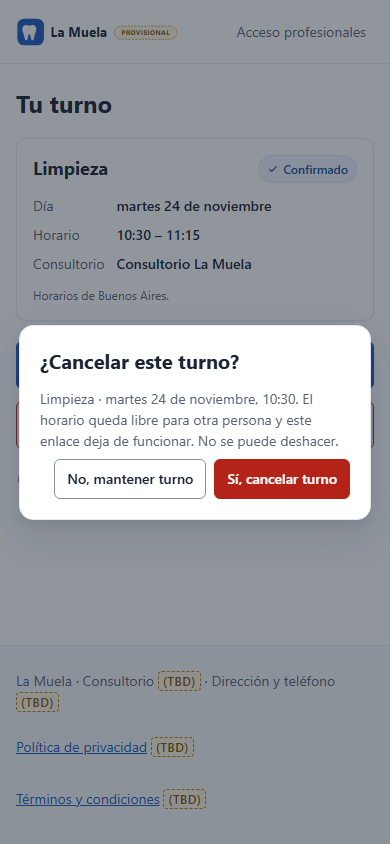 La Muela PROVISIONAL Acceso profesionales
Tu turno
Limpieza ✓ Confirmado
Día martes 24 de noviembre
Horario 10:30 – 11:15
Consultorio Consultorio La Muela
Horarios de Buenos Aires.
¿Cancelar este turno?
Limpieza · martes 24 de noviembre, 10:30. El
horario queda libre para otra persona y este
enlace deja de funcionar. No se puede deshacer.
No, mantener turno Sí, cancelar turno
La Muela · Consultorio (TBD) · Dirección y teléfono
(TBD)
Política de privacidad (TBD)
Términos y condiciones (TBD)